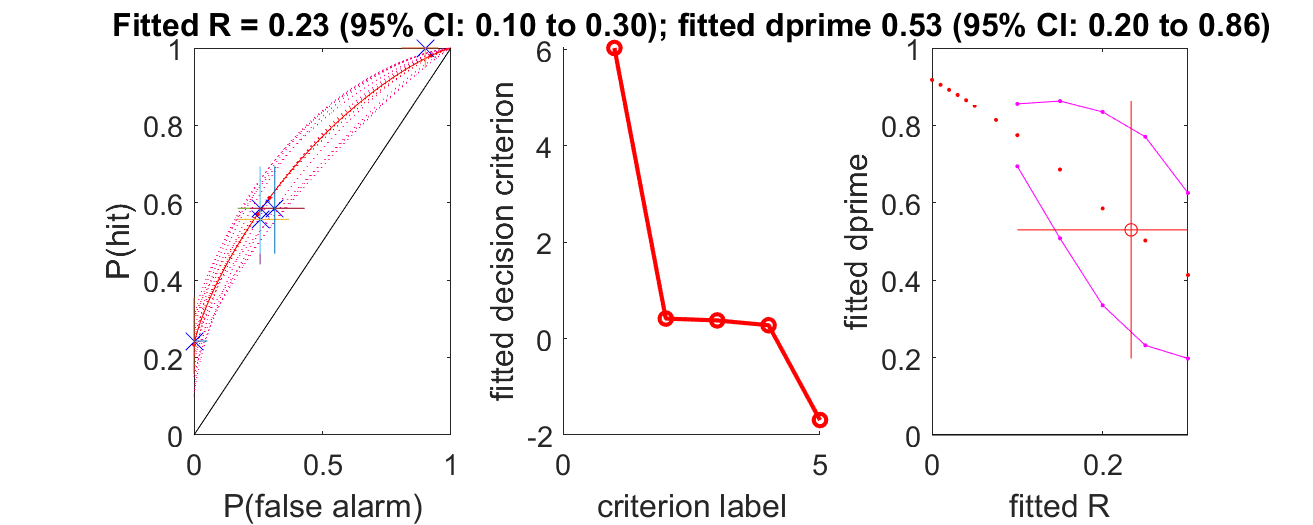 Fitted R = 0.23 (95% CI: 0.10 to 0.30); fitted dprime 0.53 (95% CI: 0.20 to 0.86)
P(hit)
1
0.8
0.6
0.4
0.2
0
0 0.5 1
P(false alarm)
fitted decision criterion
6
4
2
0
-2
0 5
criterion label
fitted dprime
1
0.8
0.6
0.4
0.2
0
0 0.2
fitted R